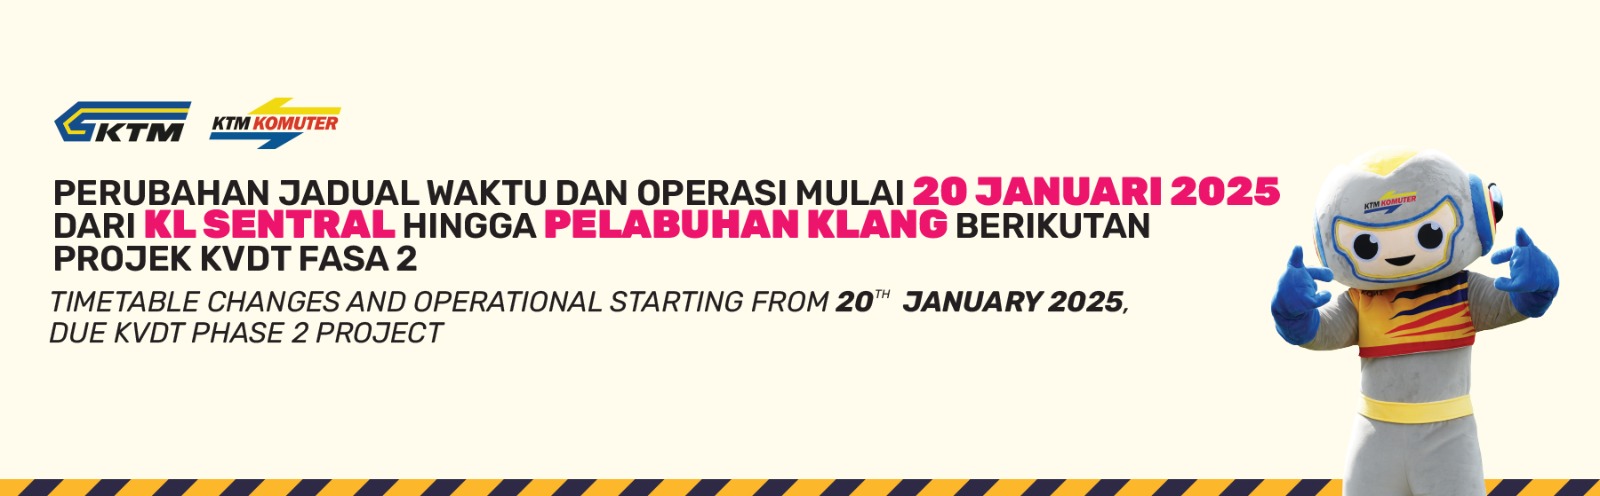 KTM
KTM KOMUTER
PERUBAHAN JADUAL WAKTU DAN OPERASI MULAI 20 JANUARI 2025
DARI KL SENTRAL HINGGA PELABUHAN KLANG BERIKUTAN
PROJEK KVDT FASA 2
TIMETABLE CHANGES AND OPERATIONAL STARTING FROM 20TH JANUARY 2025,
DUE KVDT PHASE 2 PROJECT
KTM KOMUTER